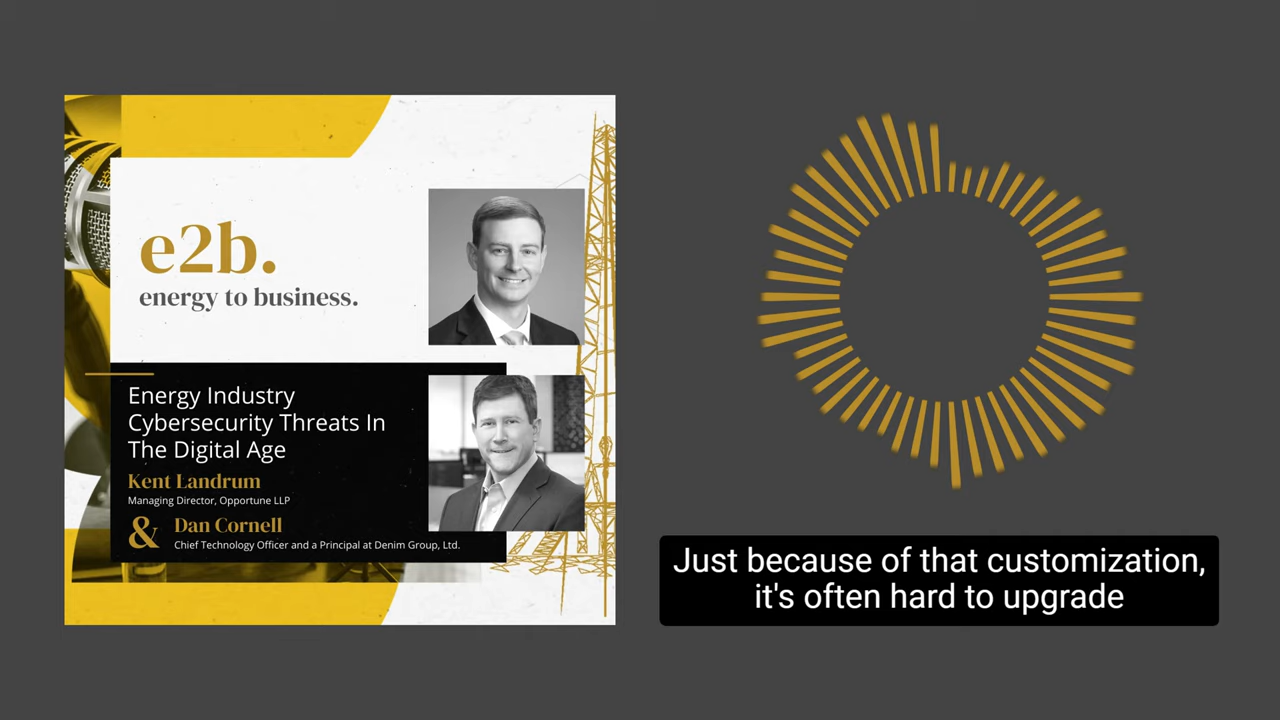 e2b.
energy to business.
Energy Industry
Cybersecurity Threats In
The Digital Age
Kent Landrum
Managing Director, Opportune LLP
& Dan Cornell
Chief Technology Officer and a Principal at Denim Group, Ltd.
Just because of that customization,
it's often hard to upgrade